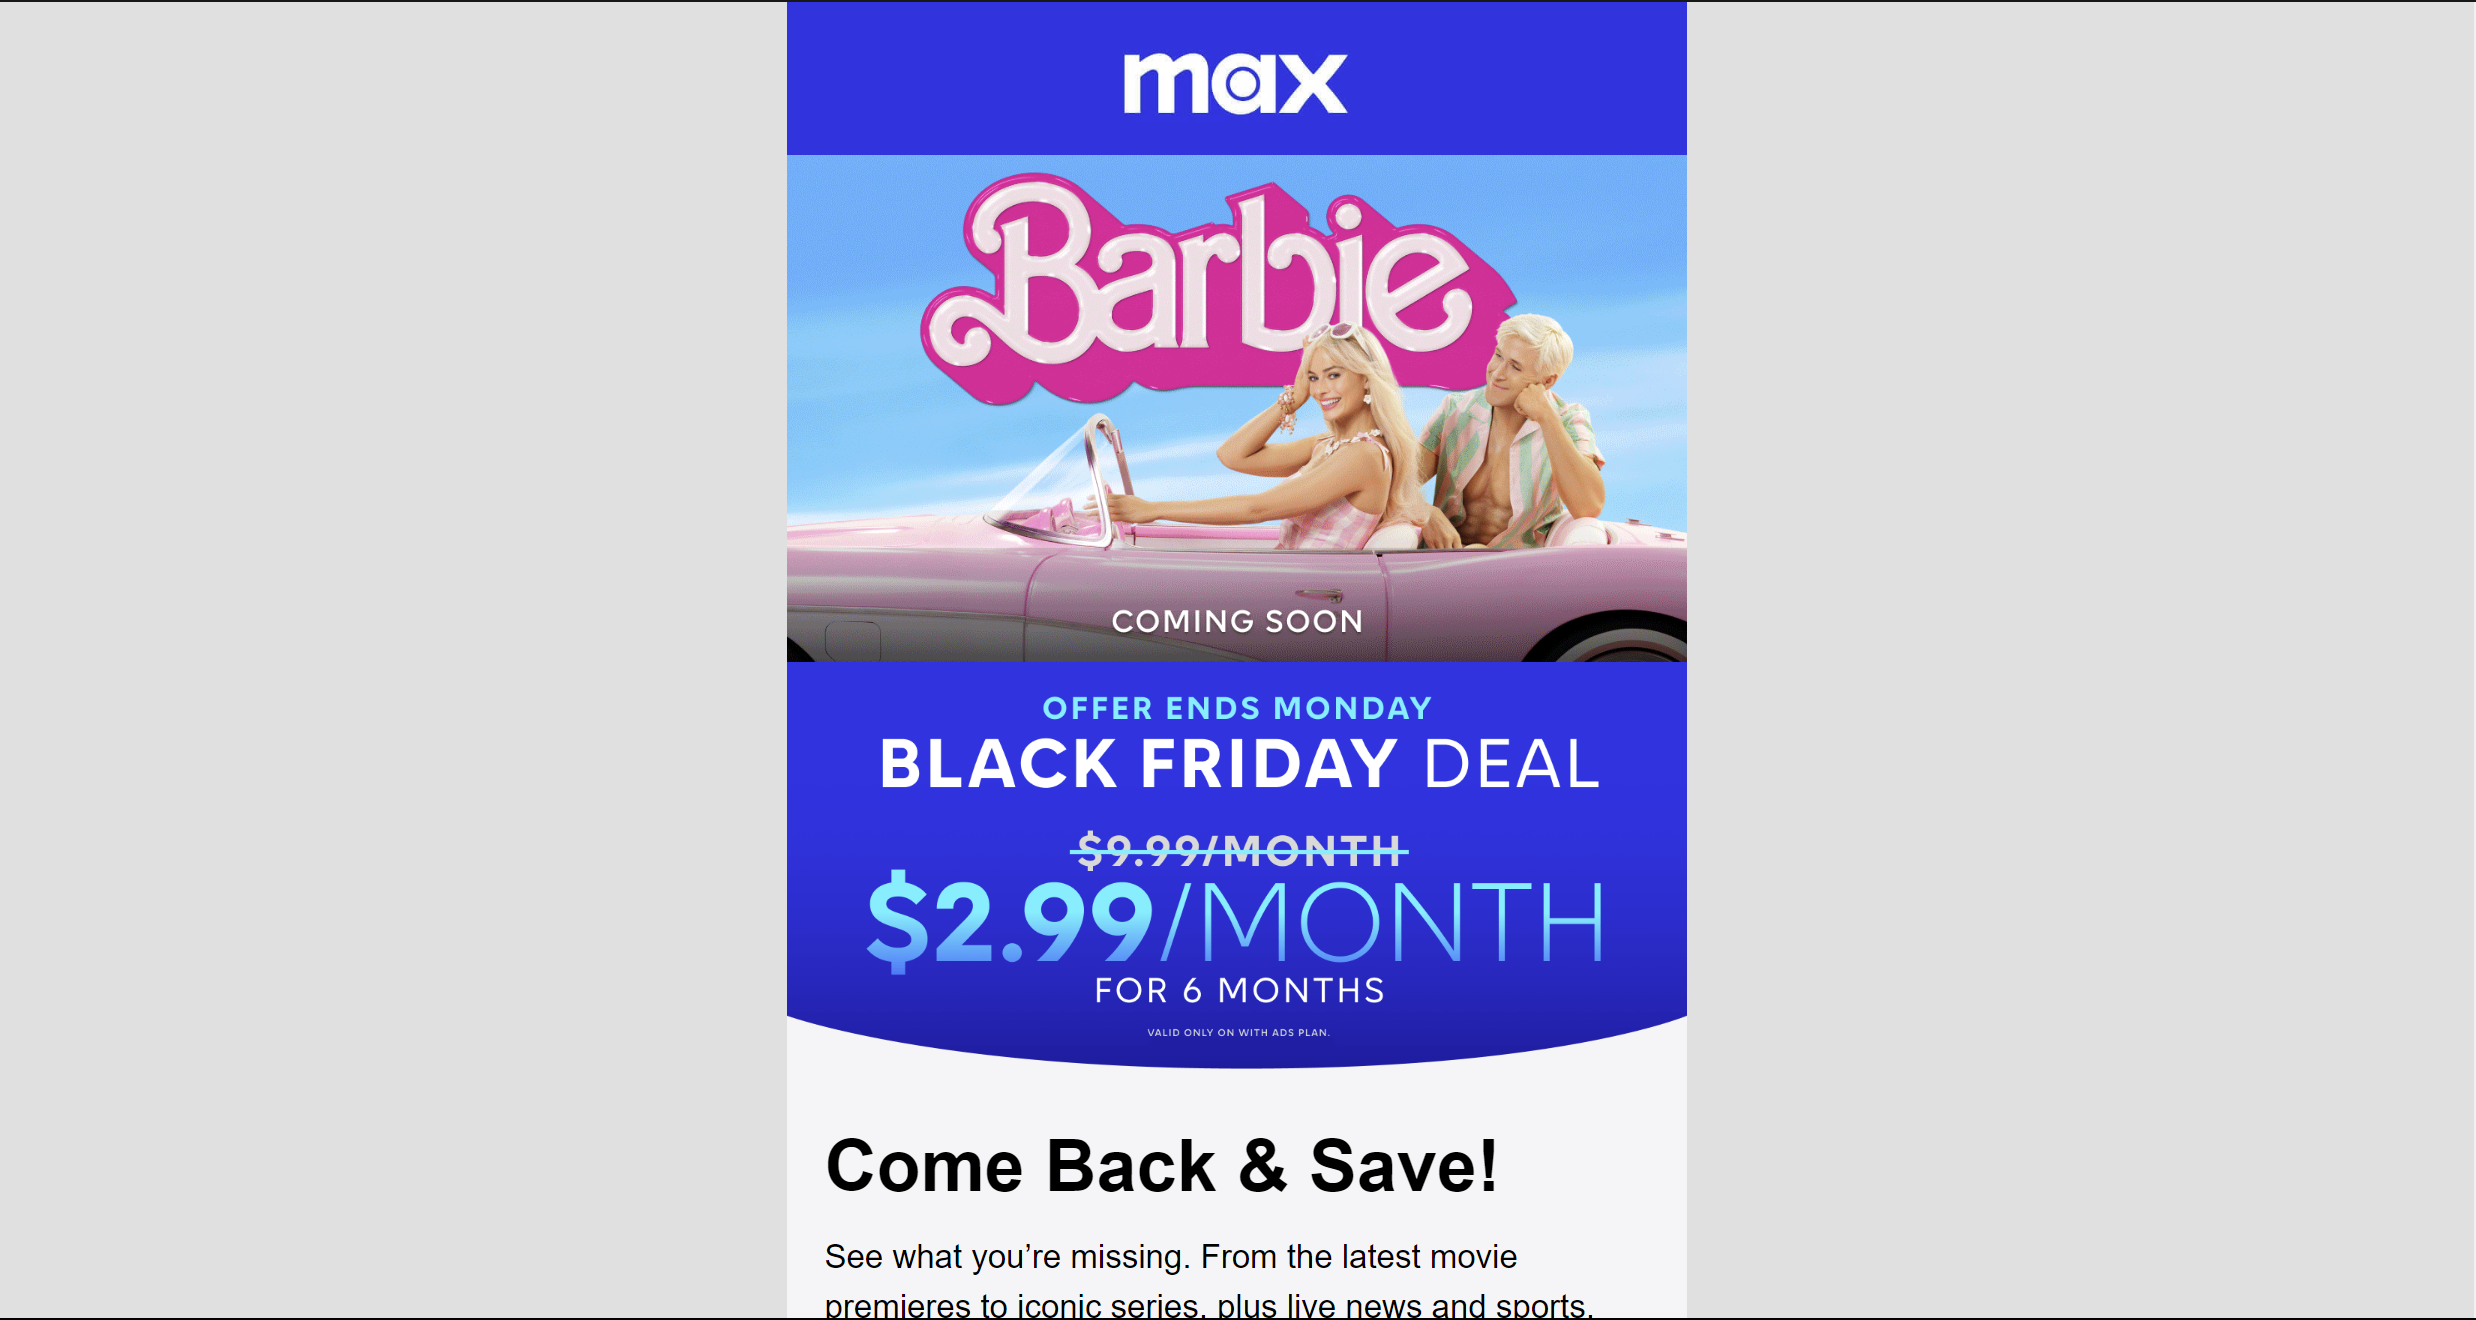 max
Barbie
COMING SOON
OFFER ENDS MONDAY
BLACK FRIDAY DEAL
$9.99/MONTH
$2.99/MONTH
FOR 6 MONTHS
VALID ONLY ON WITH ADS PLAN.
Come Back & Save!
See what you’re missing. From the latest movie
premieres to iconic series, plus live news and sports,